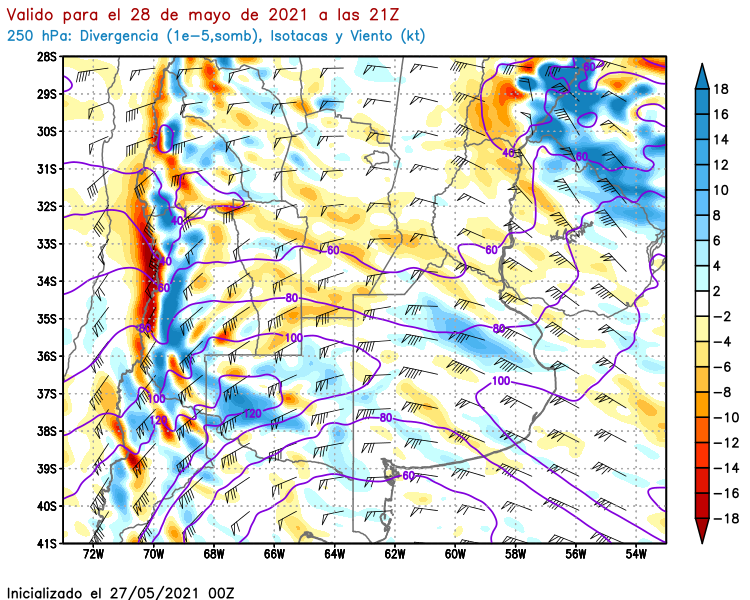 Valido para el 28 de mayo de 2021 a las 21Z
250 hPa: Divergencia (1e−5,somb), Isotacas y Viento (kt)
28S
29S
30S
31S
32S
33S
34S
35S
36S
37S
38S
39S
40S
41S
72W 70W 68W 66W 64W 62W 60W 58W 56W 54W
60
40
60
40
60
60
40
60
80
80
80
100
100
100
120
120
80
60
18
16
14
12
10
8
6
4
2
−2
−4
−6
−8
−10
−12
−14
−16
−18
Inicializado el 27/05/2021 00Z